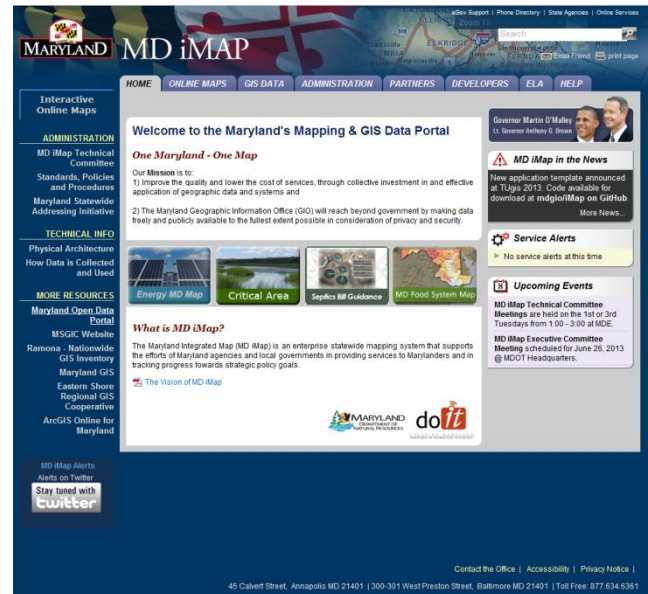 eGov Support | Phone Directory | State Agencies | Online Services
Search
Email Friend print page
MARYLAND
MD iMAP
HOME ONLINE MAPS GIS DATA ADMINISTRATION PARTNERS DEVELOPERS ELA HELP
Interactive
Online Maps
ADMINISTRATION
MD iMap Technical
Committee
Standards, Policies
and Procedures
Maryland Statewide
Addressing Initiative
TECHNICAL INFO
Physical Architecture
How Data is Collected
and Used
MORE RESOURCES
Maryland Open Data
Portal
MSGIC Website
Ramona - Nationwide
GIS Inventory
Maryland GIS
Eastern Shore
Regional GIS
Cooperative
ArcGIS Online for
Maryland
MD iMap Alerts
Alerts on Twitter
Stay tuned with
twitter
Welcome to the Maryland's Mapping & GIS Data Portal
One Maryland - One Map
Our Mission is to:
1) Improve the quality and lower the cost of services, through collective investment in and effective
application of geographic data and systems and
2) The Maryland Geographic Information Office (GIO) will reach beyond government by making data
freely and publicly available to the fullest extent possible in consideration of privacy and security.
Energy MD Map
Critical Area
Septics Bill Guidance
MD Food System Map
What is MD iMap?
The Maryland Integrated Map (MD iMap) is an enterprise statewide mapping system that supports
the efforts of Maryland agencies and local governments in providing services to Marylanders and in
tracking progress towards strategic policy goals.
The Vision of MD iMap
MARYLAND
DEPARTMENT OF
NATURAL RESOURCES
doit
Governor Martin O'Malley
Lt. Governor Anthony G. Brown
MD iMap in the News
New application template announced
at TUgis 2013. Code available for
download at mdgio/iMap on GitHub.
More News...
Service Alerts
No service alerts at this time
8
Upcoming Events
MD iMap Technical Committee
Meetings are held on the 1st or 3rd
Tuesdays from 1:00 - 3:00 at MDE.
MD iMap Executive Committee
Meeting scheduled for June 26, 2013
@ MDOT Headquarters.
Contact the Office | Accessibility | Privacy Notice |
45 Calvert Street, Annapolis MD 21401 | 300-301 West Preston Street, Baltimore MD 21401 | Toll Free: 877.634.6361